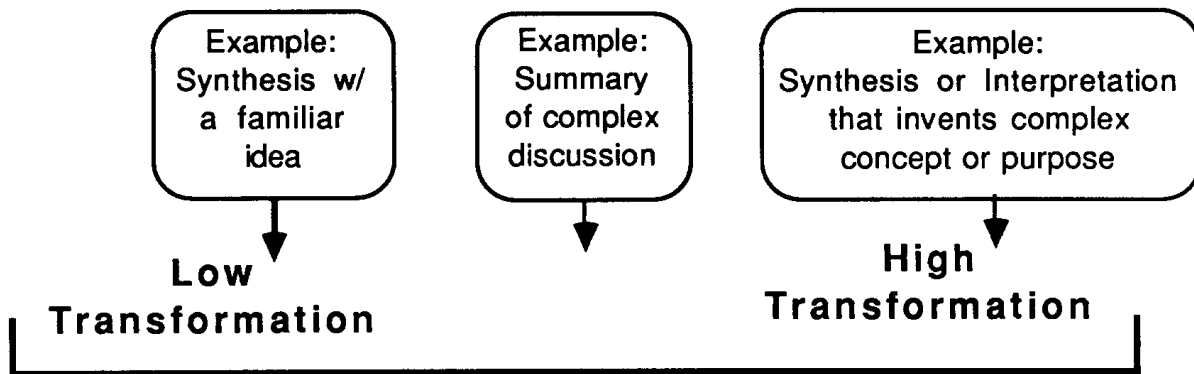 Example:
Synthesis w/
a familiar
idea
Example:
Summary
of complex
discussion
Example:
Synthesis or Interpretation
that invents complex
concept or purpose
Low
Transformation
High
Transformation